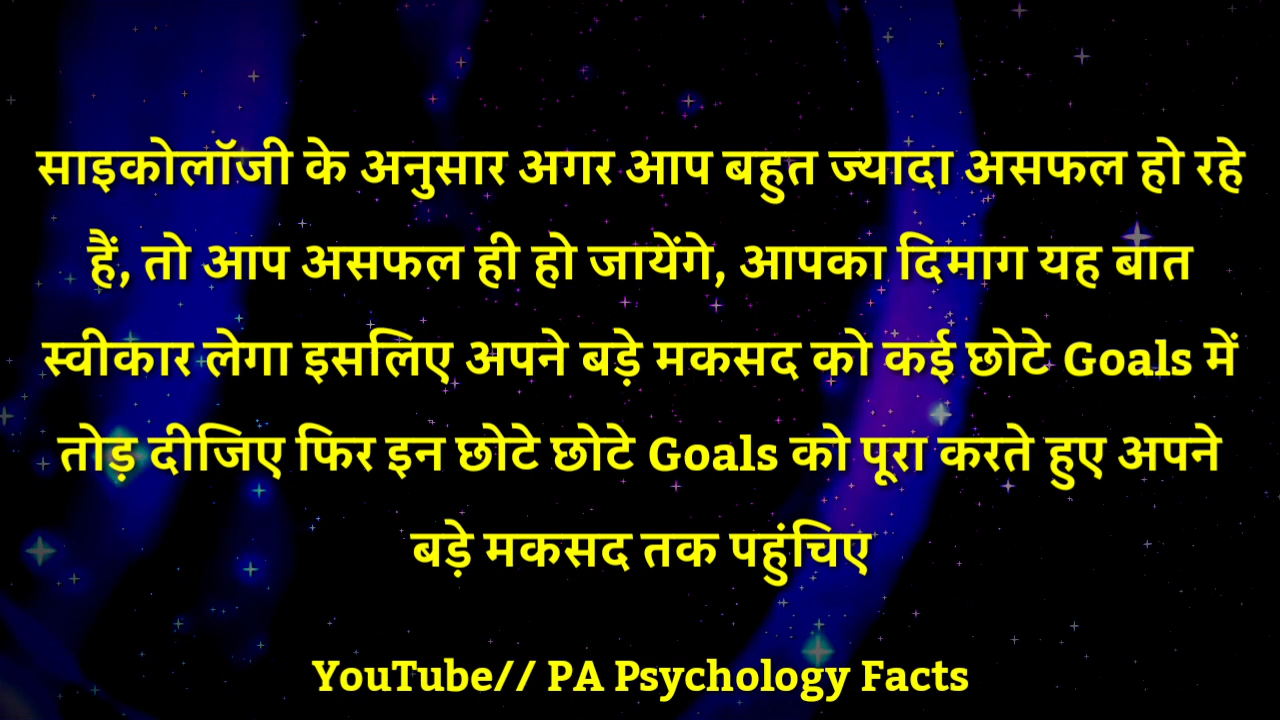 साइकोलॉजी के अनुसार अगर आप बहुत ज्यादा असफल हो रहे
हैं, तो आप असफल ही हो जायेंगे, आपका दिमाग यह बात
स्वीकार लेगा इसलिए अपने बड़े मकसद को कई छोटे Goals में
तोड़ दीजिए फिर इन छोटे छोटे Goals को पूरा करते हुए अपने
बड़े मकसद तक पहुंचिए
YouTube// PA Psychology Facts